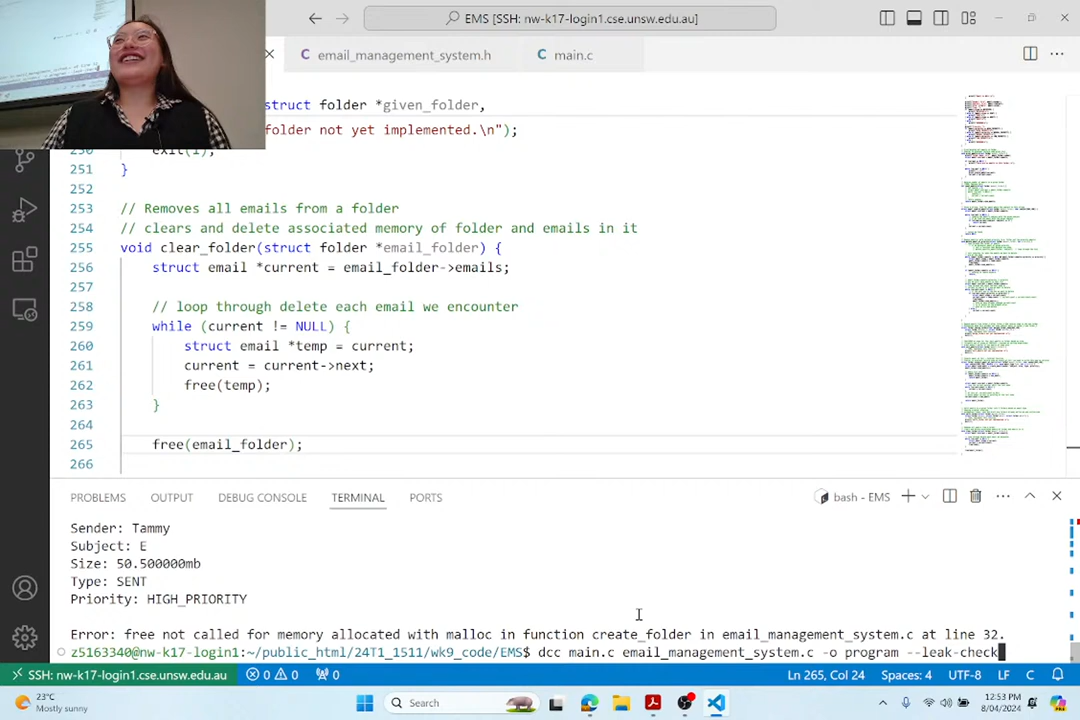 EMS [SSH: nw-k17-login1.cse.unsw.edu.au]
C email_management_system.h C main.c
truct folder *given_folder,
older not yet implemented.\n");
250 exit(1);
251 }
252
253 // Removes all emails from a folder
254 // clears and delete associated memory of folder and emails in it
255 void clear_folder(struct folder *email_folder) {
256 struct email *current = email_folder->emails;
257
258 // loop through delete each email we encounter
259 while (current != NULL) {
260 struct email *temp = current;
261 current = current->next;
262 free(temp);
263 }
264
265 free(email_folder);
266
PROBLEMS OUTPUT DEBUG CONSOLE TERMINAL PORTS bash - EMS
Sender: Tammy
Subject: E
Size: 50.500000mb
Type: SENT
Priority: HIGH_PRIORITY
Error: free not called for memory allocated with malloc in function create_folder in email_management_system.c at line 32.
z5163340@nw-k17-login1:~/public_html/24T1_1511/wk9_code/EMS$ dcc main.c email_management_system.c -o program --leak-check
SSH: nw-k17-login1.cse.unsw.edu.au 0 0 0 Ln 265, Col 24 Spaces: 4 UTF-8 LF C
23°C
Mostly sunny
Search
12:53 PM
8/04/2024